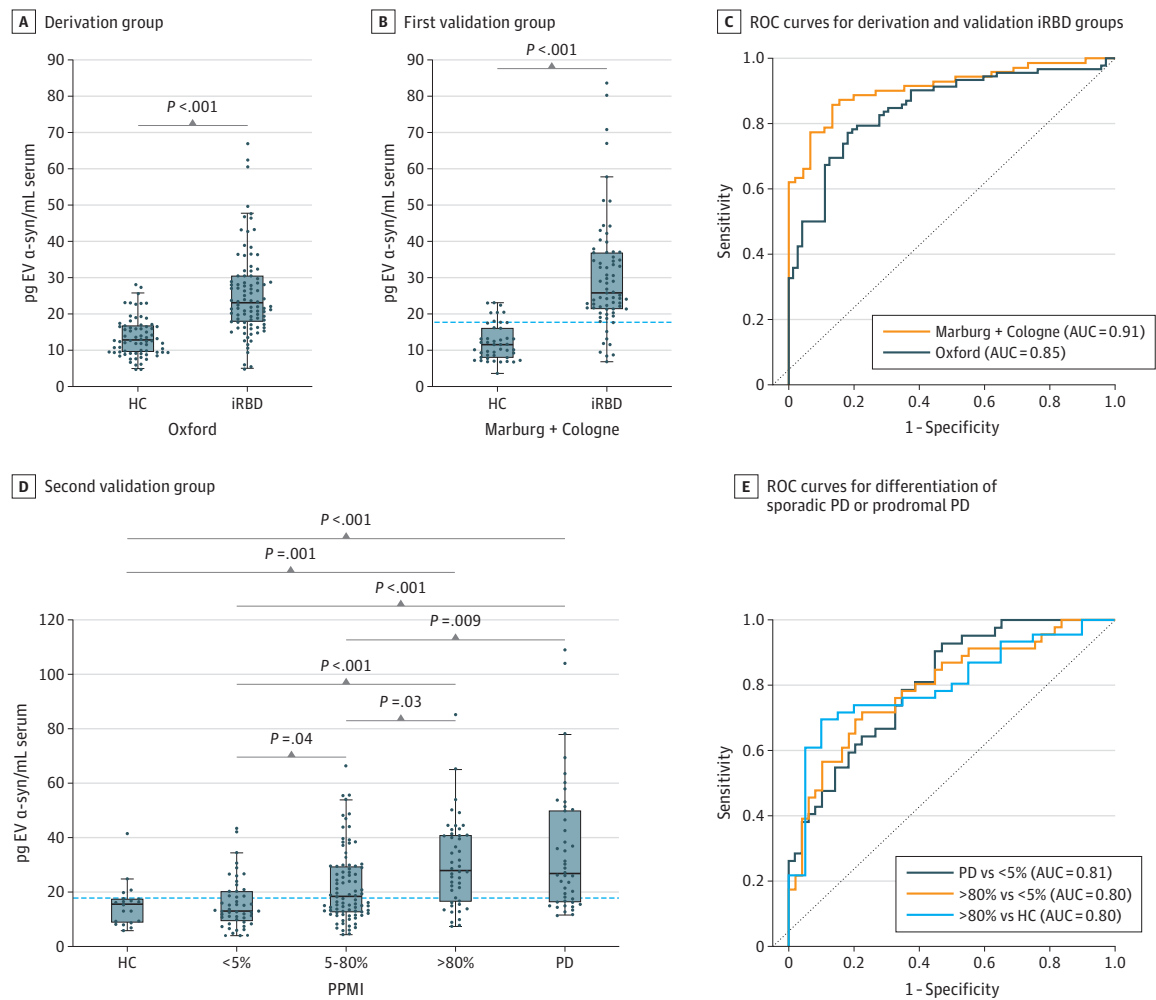 A Derivation group
pg EV α-syn/mL serum
90
80
70
60
50
40
30
20
10
0
P <.001
HC iRBD
Oxford
B First validation group
pg EV α-syn/mL serum
90
80
70
60
50
40
30
20
10
0
P <.001
HC iRBD
Marburg + Cologne
C ROC curves for derivation and validation iRBD groups
Sensitivity
1.0
0.8
0.6
0.4
0.2
0
Marburg + Cologne (AUC = 0.91)
Oxford (AUC = 0.85)
0 0.2 0.4 0.6 0.8 1.0
1 - Specificity
D Second validation group
P <.001
P =.001
P <.001
P =.009
P <.001
P =.03
P =.04
pg EV α-syn/mL serum
120
100
80
60
40
20
0
HC <5% 5-80% >80% PD
PPMI
E ROC curves for differentiation of
sporadic PD or prodromal PD
Sensitivity
1.0
0.8
0.6
0.4
0.2
0
PD vs <5% (AUC = 0.81)
>80% vs <5% (AUC = 0.80)
>80% vs HC (AUC = 0.80)
0 0.2 0.4 0.6 0.8 1.0
1 - Specificity